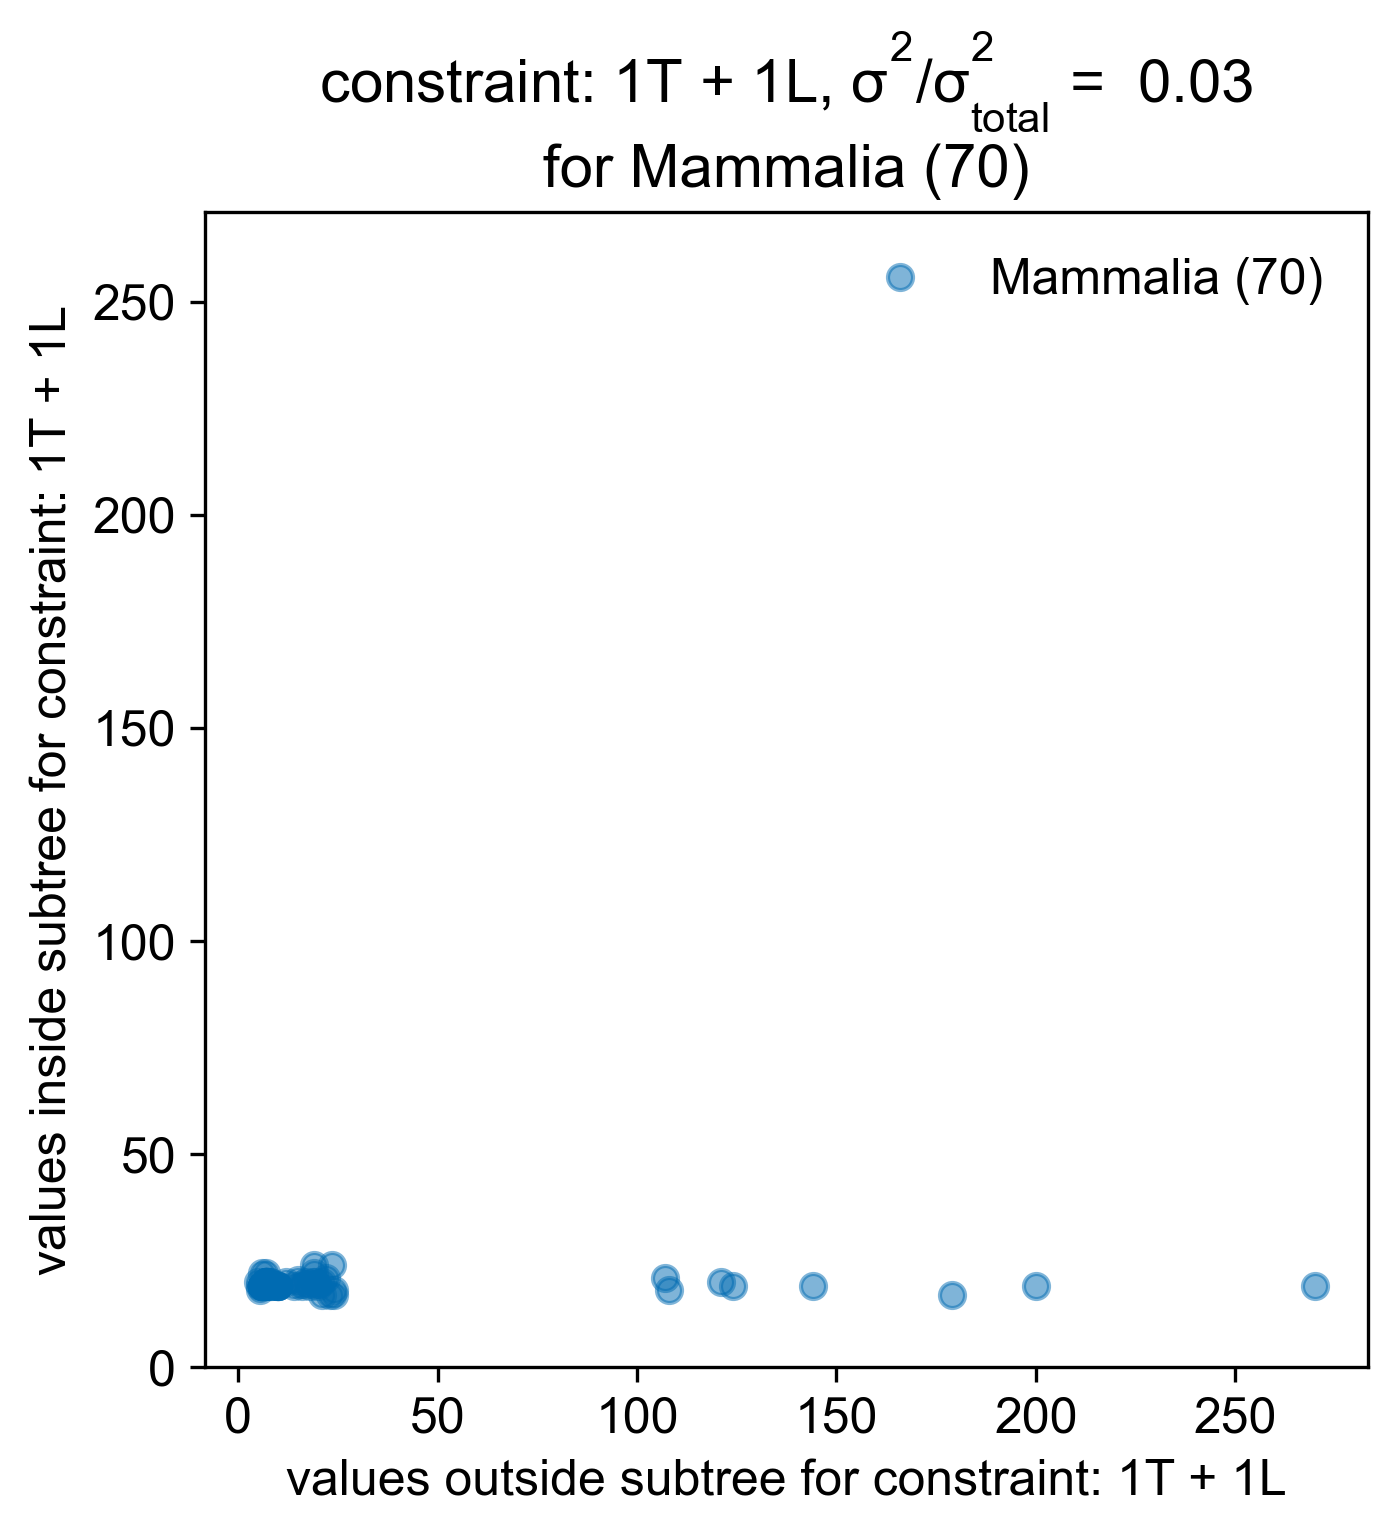 constraint: 1T + 1L, σ²/σ²total = 0.03
for Mammalia (70)
Mammalia (70)
values inside subtree for constraint: 1T + 1L
250
200
150
100
50
0
0 50 100 150 200 250
values outside subtree for constraint: 1T + 1L